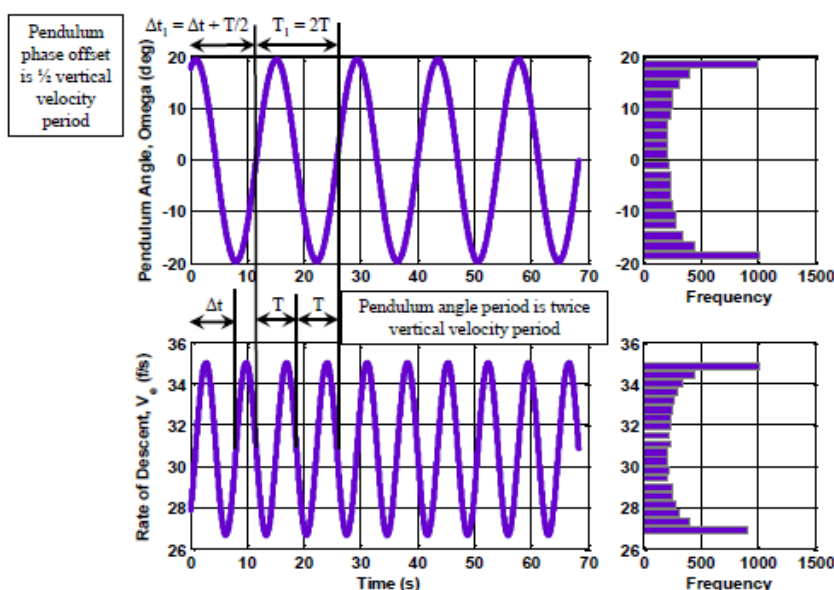 Pendulum
phase offset
is ½ vertical
velocity
period
Δt₁ = Δt + T/2
T₁ = 2T
Pendulum Angle, Omega (deg)
20
10
0
-10
-20
0 10 20 30 40 50 60 70
20
10
0
-10
-20
0 500 1000 1500
Frequency
Δt
T
T
Pendulum angle period is twice
vertical velocity period
Rate of Descent, Vₑ (f/s)
36
34
32
30
28
26
0 10 20 30 40 50 60 70
Time (s)
36
34
32
30
28
26
0 500 1000 1500
Frequency